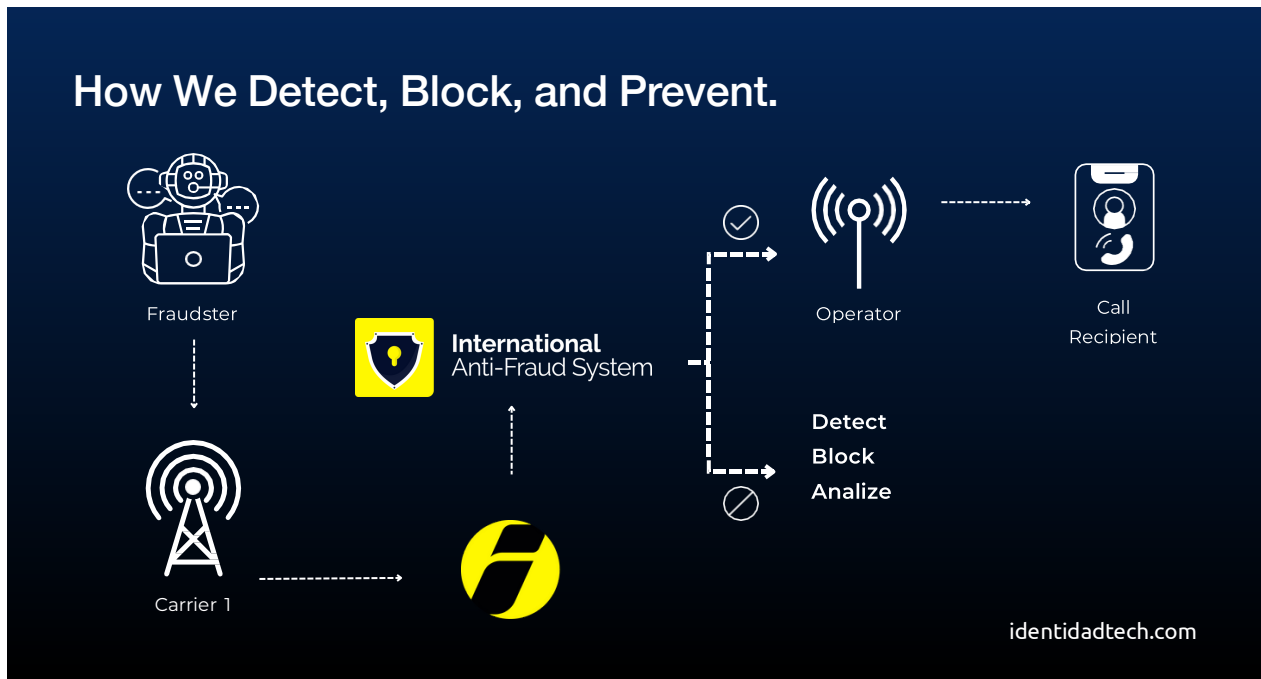 How We Detect, Block, and Prevent.
Fraudster
Operator
Call
Recipient
International
Anti-Fraud System
Detect
Block
Analize
Carrier 1
identidadtech.com